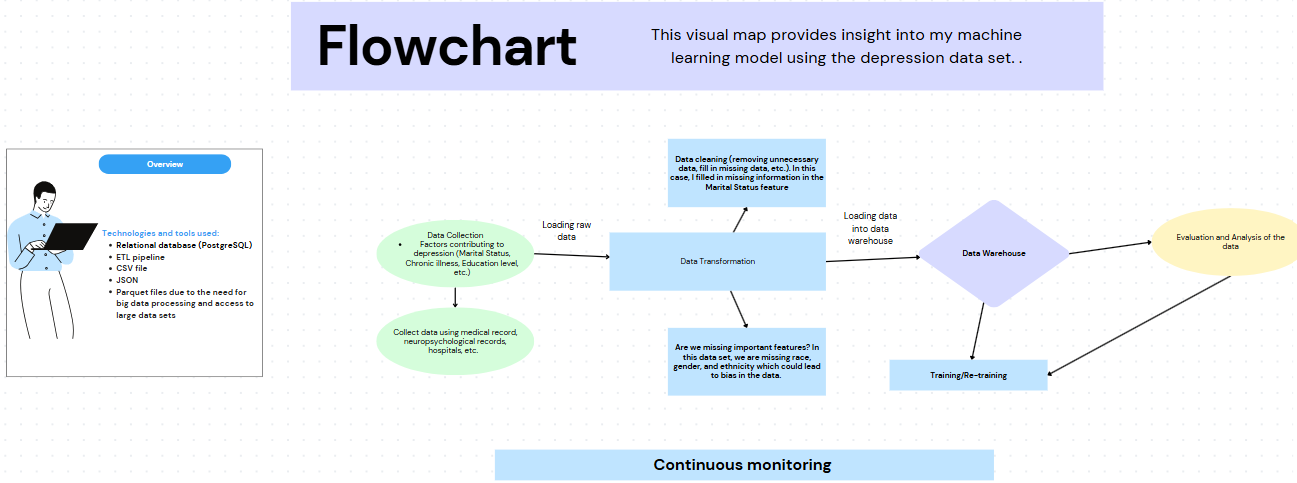 Flowchart
This visual map provides insight into my machine
learning model using the depression data set. .
Overview
Technologies and tools used:
• Relational database (PostgreSQL)
• ETL pipeline
• CSV file
• JSON
• Parquet files due to the need for
big data processing and access to
large data sets
Data Collection
• Factors contributing to
depression (Marital Status,
Chronic illness, Education level,
etc.)
Collect data using medical record,
neuropsychological records,
hospitals, etc.
Loading raw
data
Data cleaning (removing unnecessary
data, fill in missing data, etc.). In this
case, I filled in missing information in the
Marital Status feature
Data Transformation
Are we missing important features? In
this data set, we are missing race,
gender, and ethnicity which could lead
to bias in the data.
Loading data
into data
warehouse
Data Warehouse
Evaluation and Analysis of the
data
Training/Re-training
Continuous monitoring